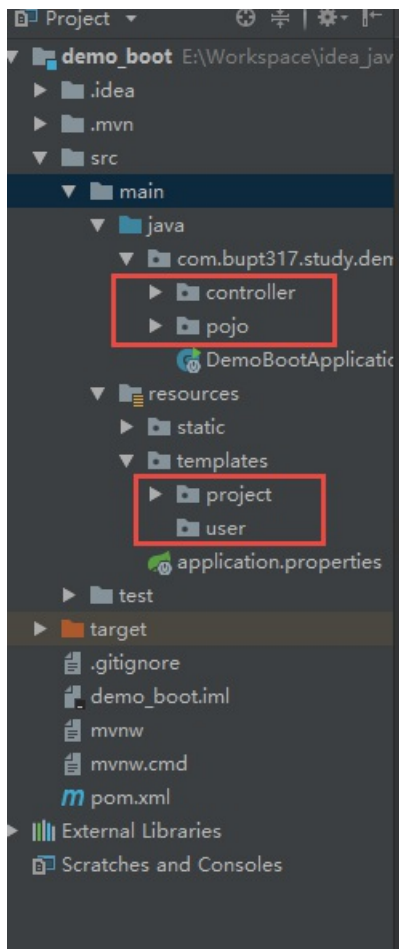 Project
demo_boot E:\Workspace\idea_jav
.idea
.mvn
src
main
java
com.bupt317.study.dem
controller
pojo
DemoBootApplicatic
resources
static
templates
project
user
application.properties
test
target
.gitignore
demo_boot.iml
mvnw
mvnw.cmd
pom.xml
External Libraries
Scratches and Consoles